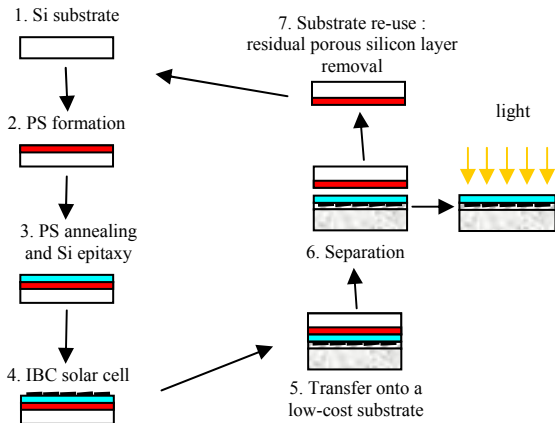 1. Si substrate
2. PS formation
3. PS annealing
and Si epitaxy
4. IBC solar cell
5. Transfer onto a
low-cost substrate
6. Separation
7. Substrate re-use :
residual porous silicon layer
removal
light